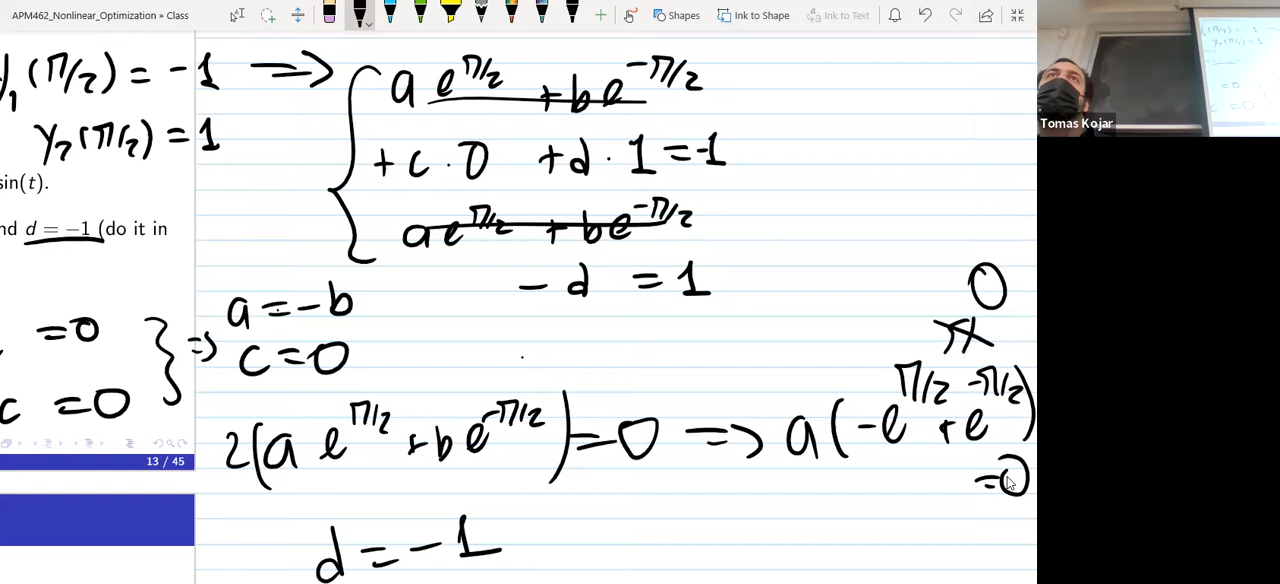 APM462_Nonlinear_Optimization » Class
Shapes
Ink to Shape
Ink to Text
y₁(π/2) = -1 ⇒
y₂(π/2) = 1
sin(t).
nd d = −1 (do it in
= 0
c = 0
13 / 45
a e^{π/2} + b e^{-π/2}
+ c · 0 + d · 1 = -1
a e^{π/2} + b e^{-π/2}
- d = 1
⇒ a = -b
c = 0
2(a e^{π/2} + b e^{-π/2}) = 0 ⇒ a(-e^{π/2} + e^{-π/2})
= 0
0
d = -1
Tomas Kojar